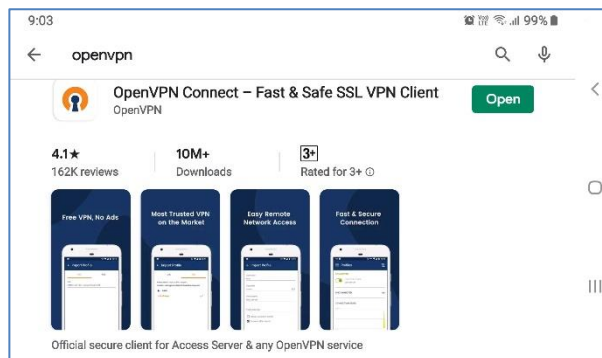 9:03
99%
openvpn
OpenVPN Connect – Fast & Safe SSL VPN Client
OpenVPN
Open
4.1★
10M+
3+
162K reviews
Downloads
Rated for 3+
Free VPN, No Ads
Most Trusted VPN
on the Market
Easy Remote
Network Access
Fast & Secure
Connection
Official secure client for Access Server & any OpenVPN service